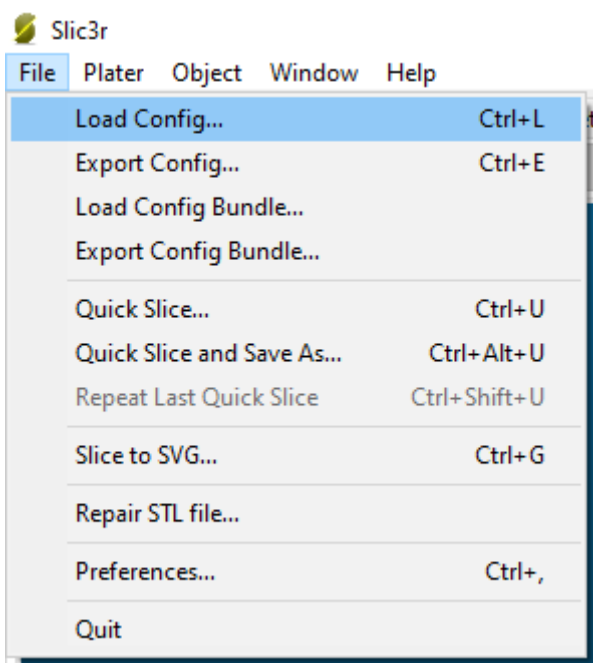 Slic3r
File Plater Object Window Help
Load Config... Ctrl+L
Export Config... Ctrl+E
Load Config Bundle...
Export Config Bundle...
Quick Slice... Ctrl+U
Quick Slice and Save As... Ctrl+Alt+U
Repeat Last Quick Slice Ctrl+Shift+U
Slice to SVG... Ctrl+G
Repair STL file...
Preferences... Ctrl+,
Quit